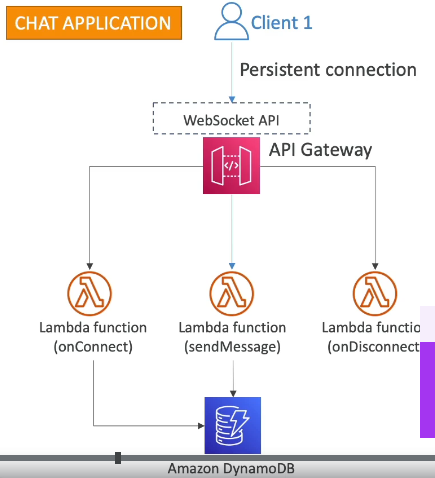 CHAT APPLICATION
Client 1
Persistent connection
WebSocket API
API Gateway
Lambda function
(onConnect)
Lambda function
(sendMessage)
Lambda functio
(onDisconnect
Amazon DynamoDB